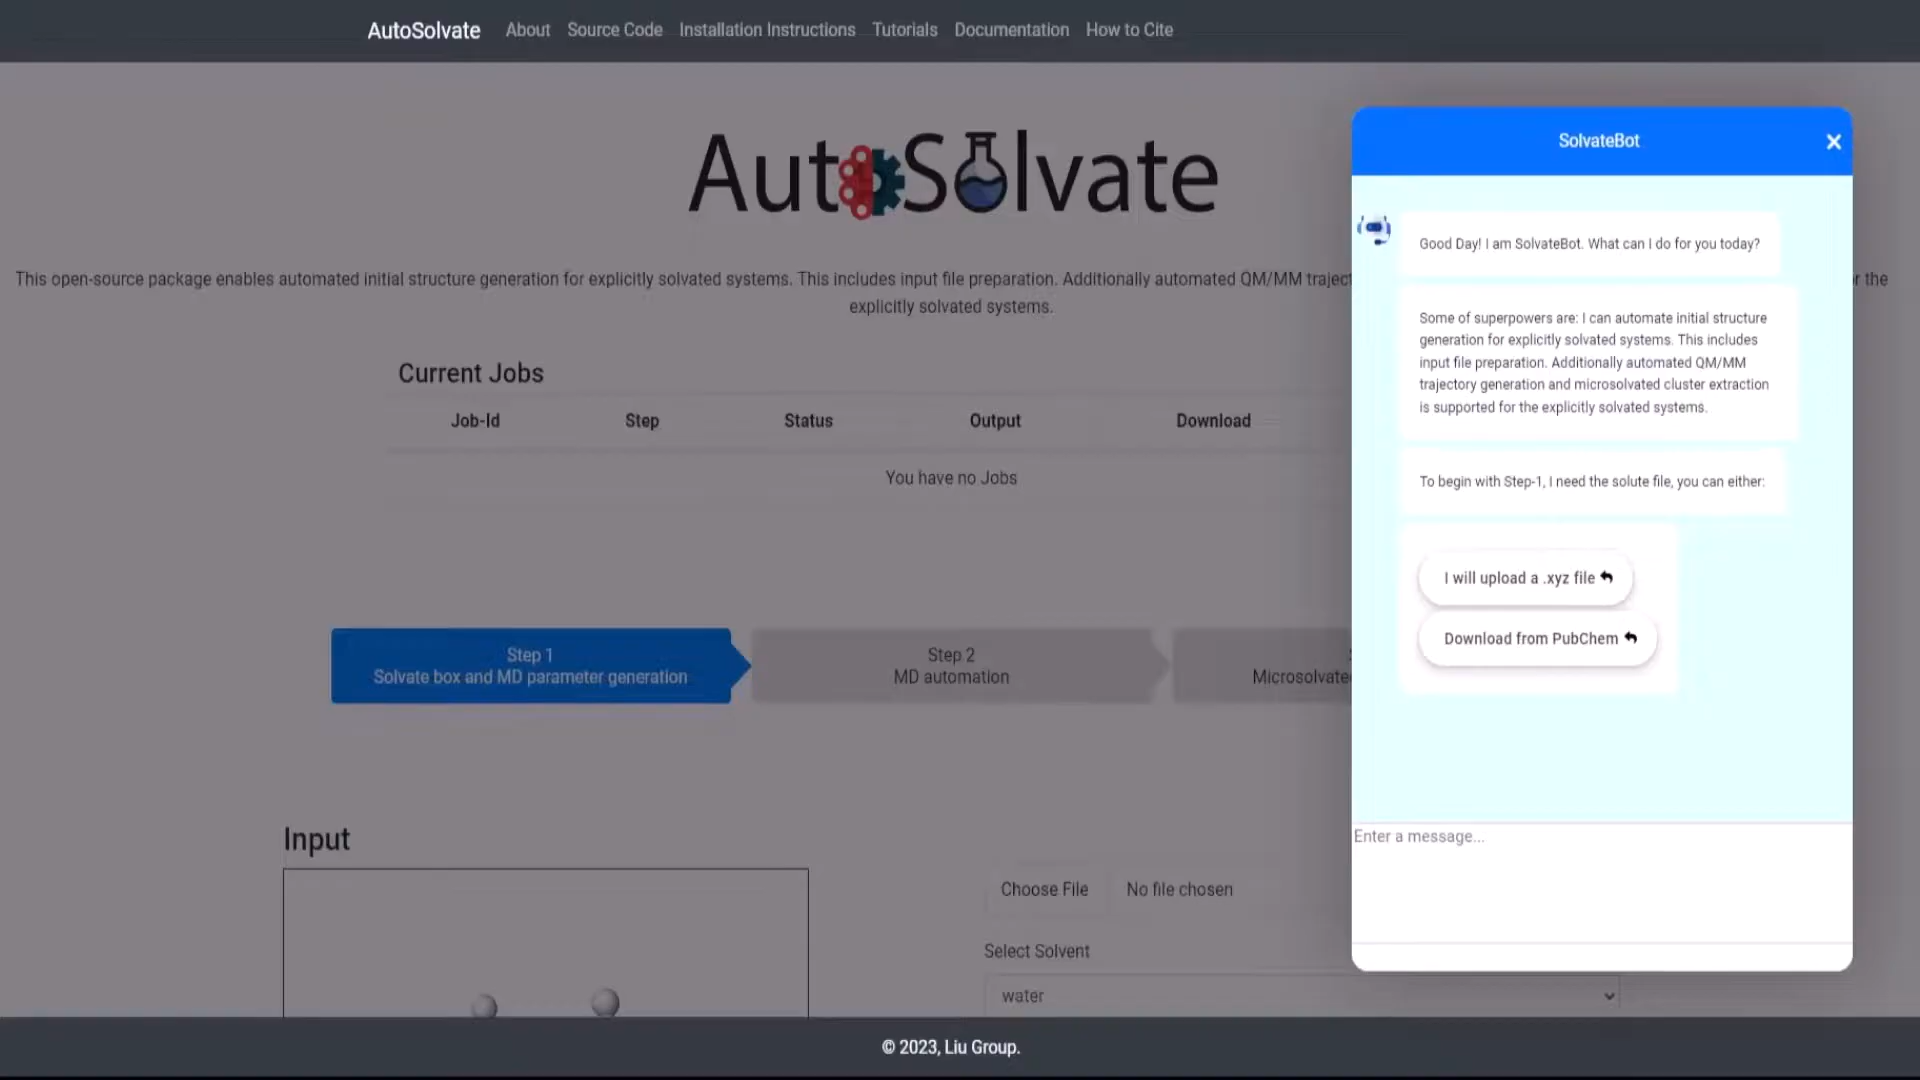 AutoSolvate About Source Code Installation Instructions Tutorials Documentation How to Cite
AutoSolvate
This open-source package enables automated initial structure generation for explicitly solvated systems. This includes input file preparation. Additionally automated QM/MM traject r the
explicitly solvated systems.
Current Jobs
Job-Id Step Status Output Download
You have no Jobs
Step 1
Solvate box and MD parameter generation
Step 2
MD automation
Microsolvate
Input
Choose File No file chosen
Select Solvent
water
© 2023, Liu Group.
SolvateBot
Good Day! I am SolvateBot. What can I do for you today?
Some of superpowers are: I can automate initial structure
generation for explicitly solvated systems. This includes
input file preparation. Additionally automated QM/MM
trajectory generation and microsolvated cluster extraction
is supported for the explicitly solvated systems.
To begin with Step-1, I need the solute file, you can either:
I will upload a .xyz file
Download from PubChem
Enter a message...